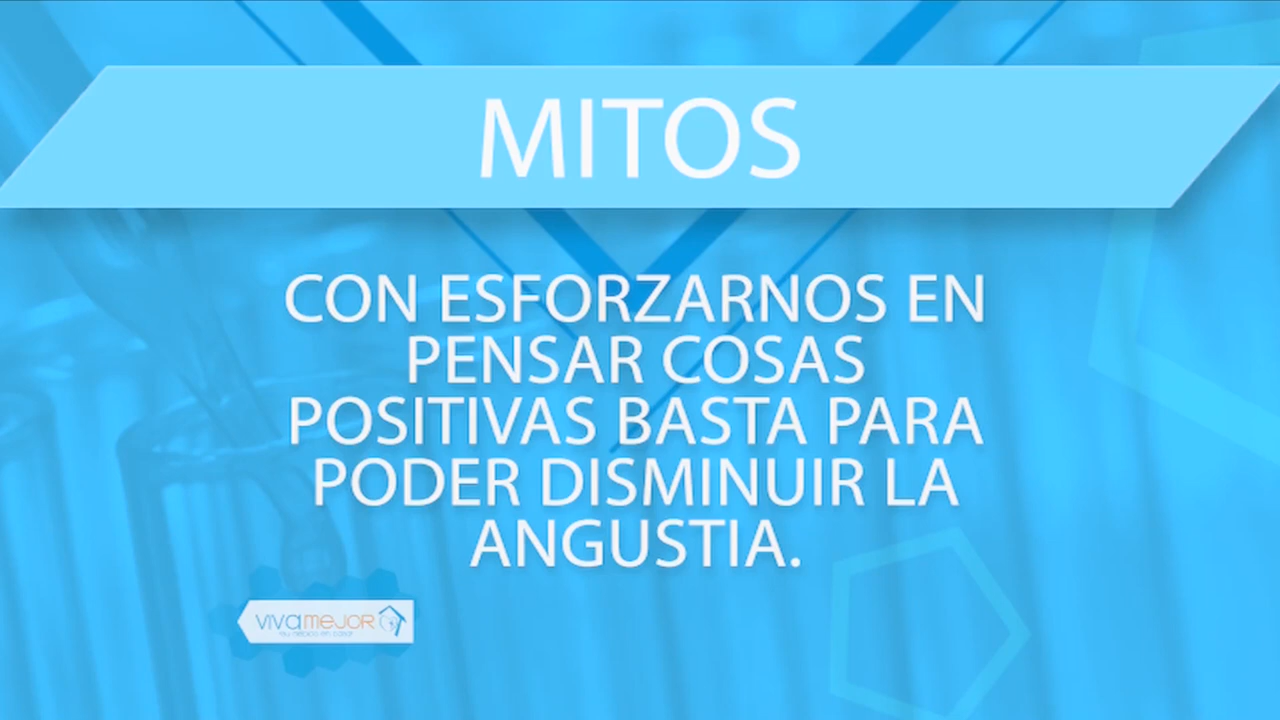 MITOS
CON ESFORZARNOS EN
PENSAR COSAS
POSITIVAS BASTA PARA
PODER DISMINUIR LA
ANGUSTIA.
VIVAMEJOR